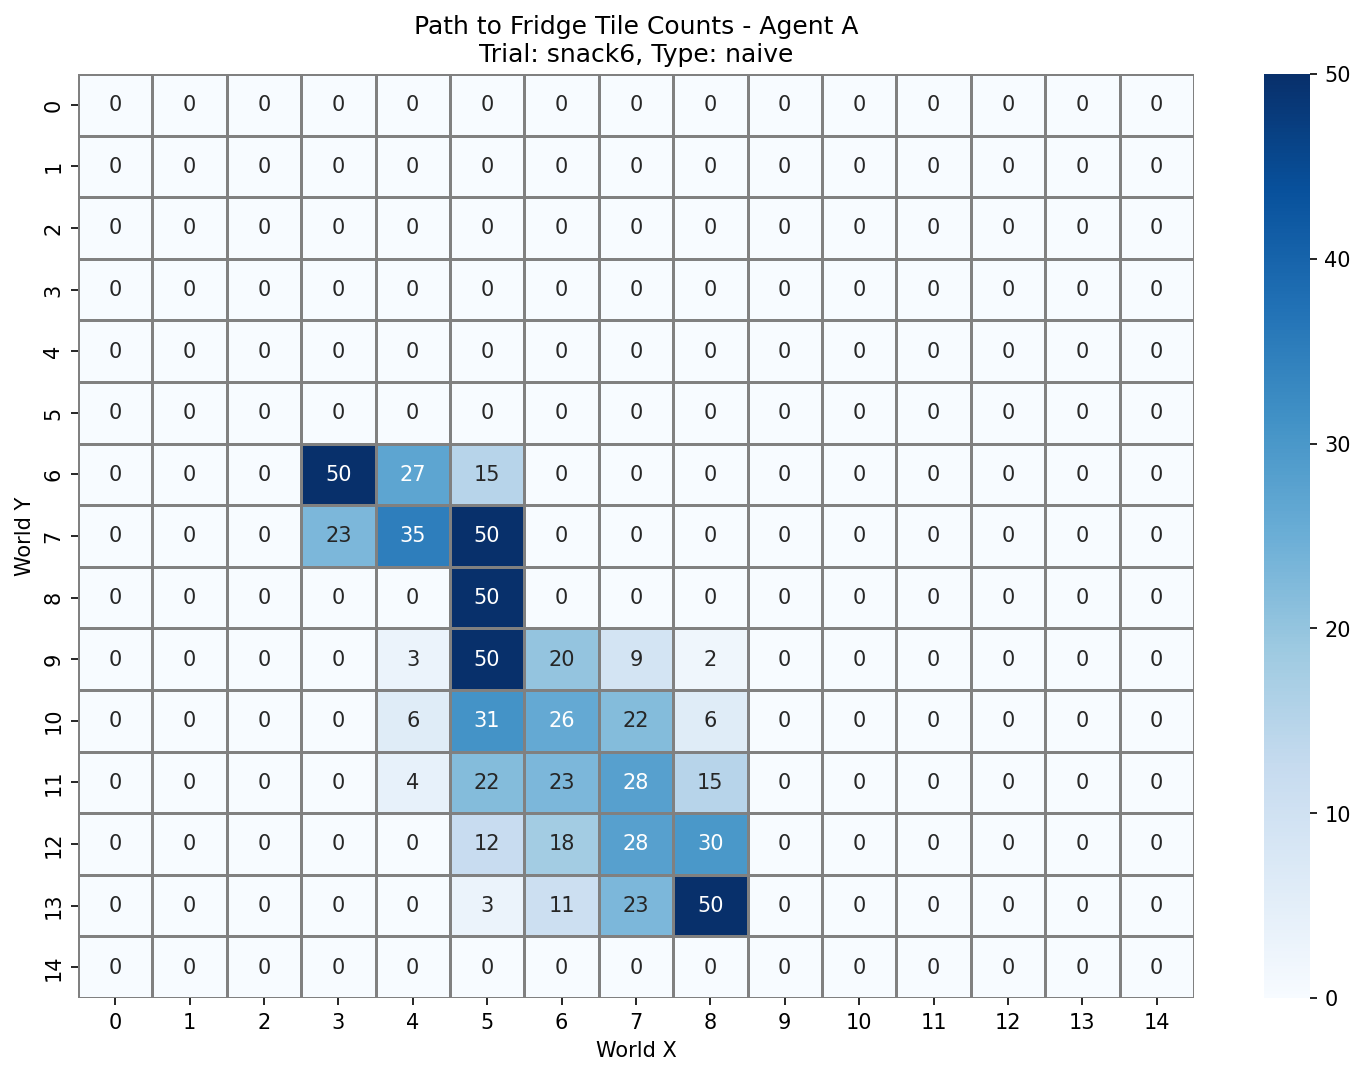 Path to Fridge Tile Counts - Agent A
Trial: snack6, Type: naive
0 0 0 0 0 0 0 0 0 0 0 0 0 0 0 0
1 0 0 0 0 0 0 0 0 0 0 0 0 0 0 0
2 0 0 0 0 0 0 0 0 0 0 0 0 0 0 0
3 0 0 0 0 0 0 0 0 0 0 0 0 0 0 0
4 0 0 0 0 0 0 0 0 0 0 0 0 0 0 0
5 0 0 0 0 0 0 0 0 0 0 0 0 0 0 0
6 0 0 0 50 27 15 0 0 0 0 0 0 0 0 0
7 0 0 0 23 35 50 0 0 0 0 0 0 0 0 0
8 0 0 0 0 0 50 0 0 0 0 0 0 0 0 0
9 0 0 0 0 3 50 20 9 2 0 0 0 0 0 0
10 0 0 0 0 6 31 26 22 6 0 0 0 0 0 0
11 0 0 0 0 4 22 23 28 15 0 0 0 0 0 0
12 0 0 0 0 0 12 18 28 30 0 0 0 0 0 0
13 0 0 0 0 0 3 11 23 50 0 0 0 0 0 0
14 0 0 0 0 0 0 0 0 0 0 0 0 0 0 0
0 1 2 3 4 5 6 7 8 9 10 11 12 13 14
World X
World Y
50
40
30
20
10
0